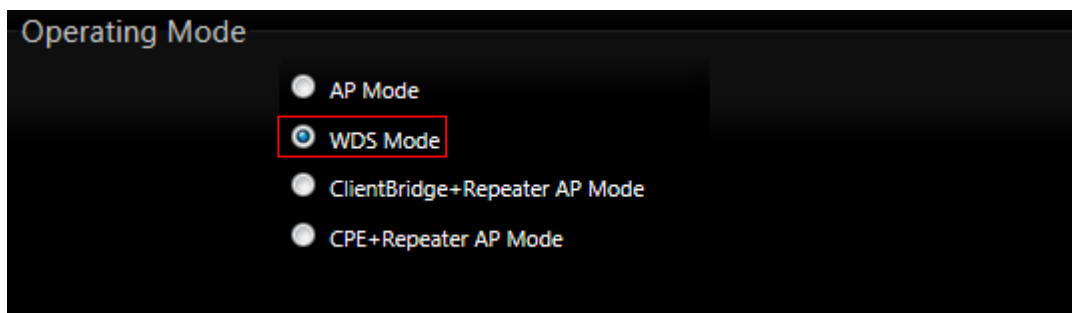 Operating Mode
AP Mode
WDS Mode
ClientBridge+Repeater AP Mode
CPE+Repeater AP Mode